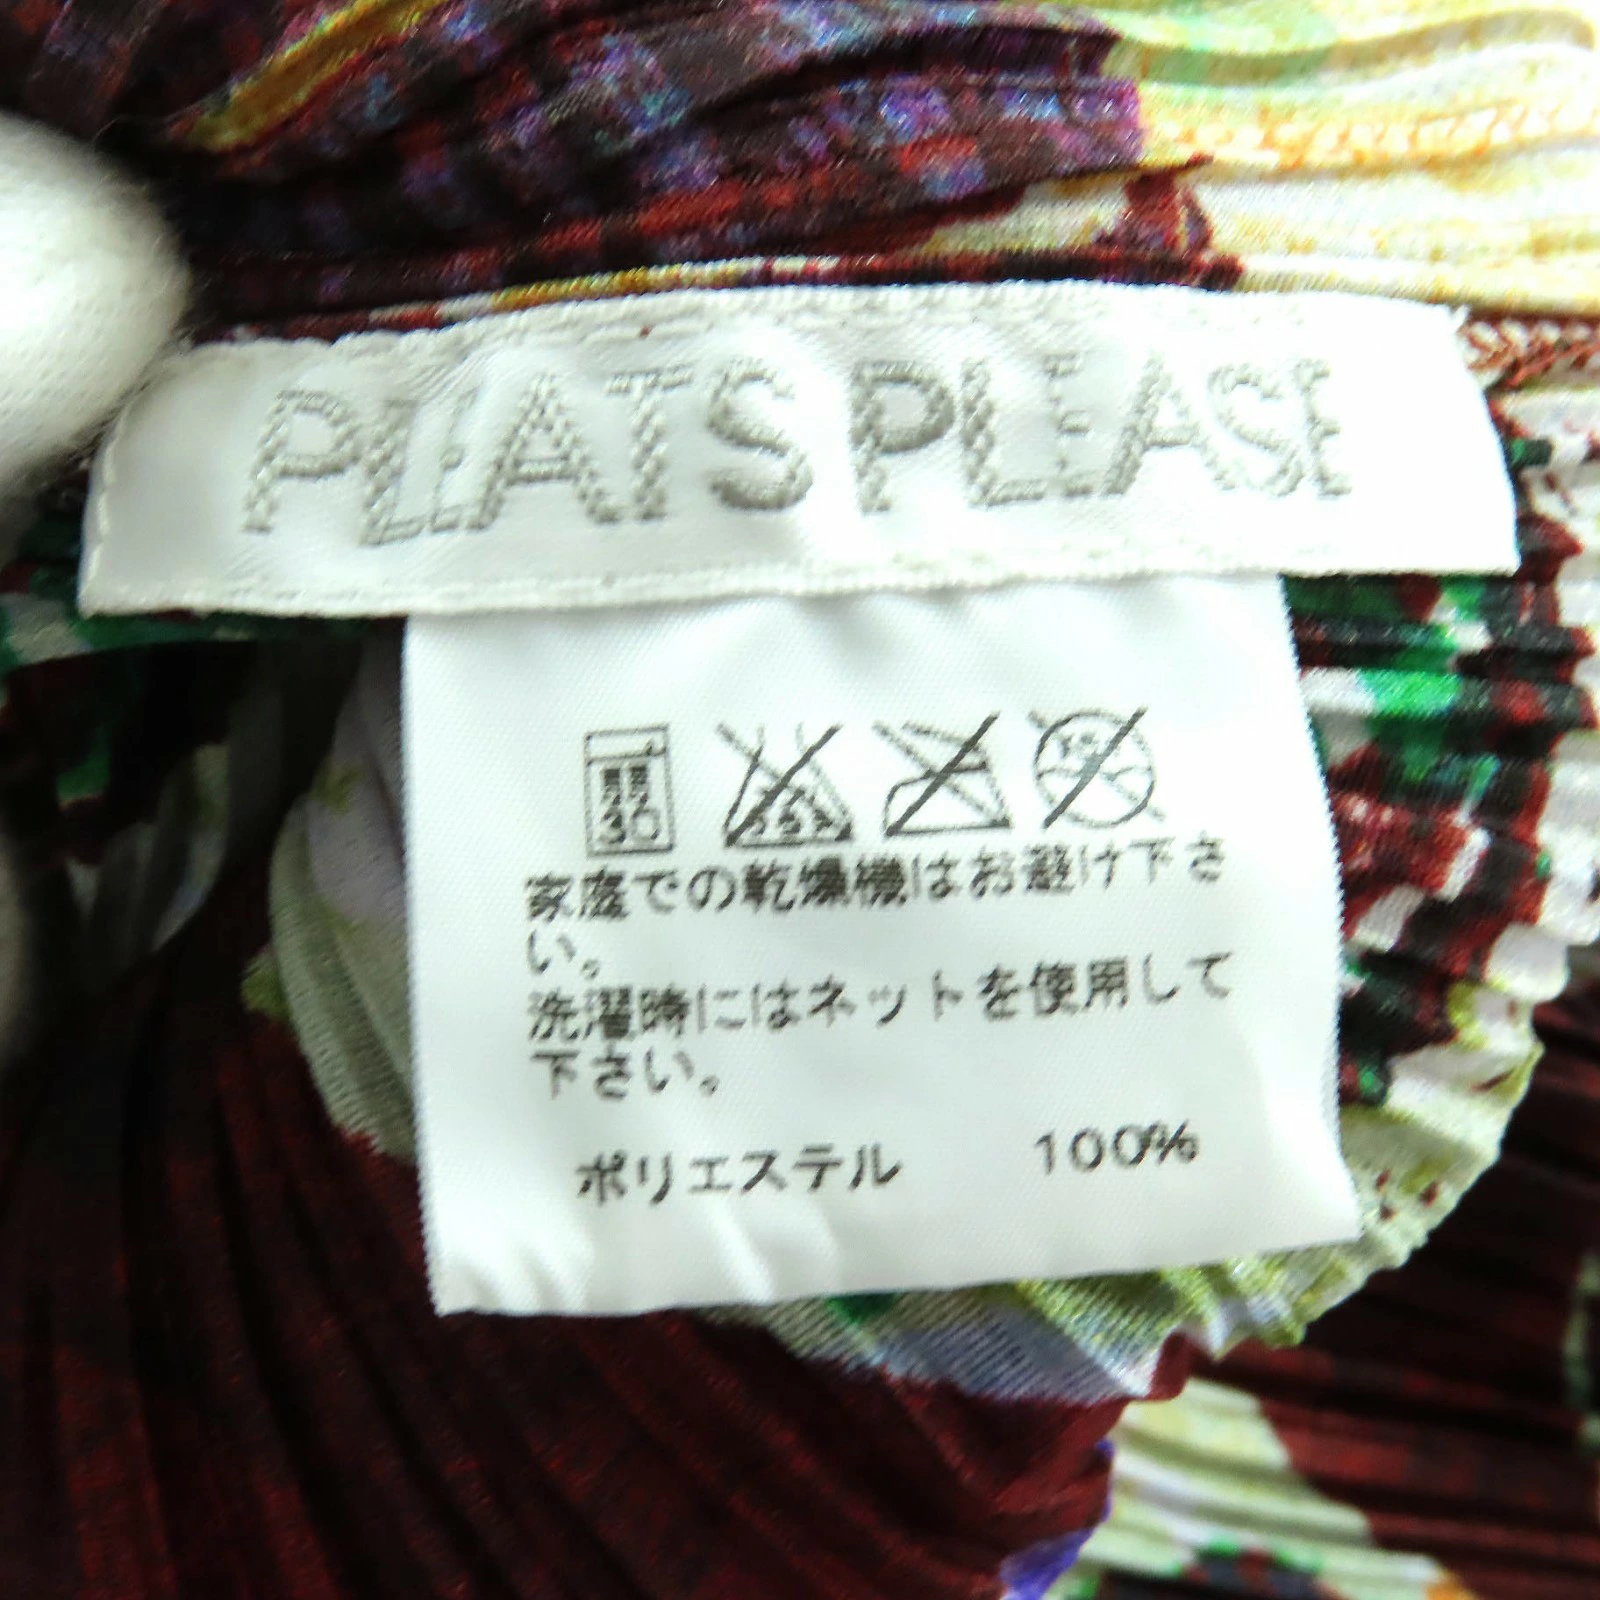 PLEATS PLEASE
家庭での乾燥機はお避け下さ
い。
洗濯時にはネットを使用して
下さい。
ポリエステル 100%